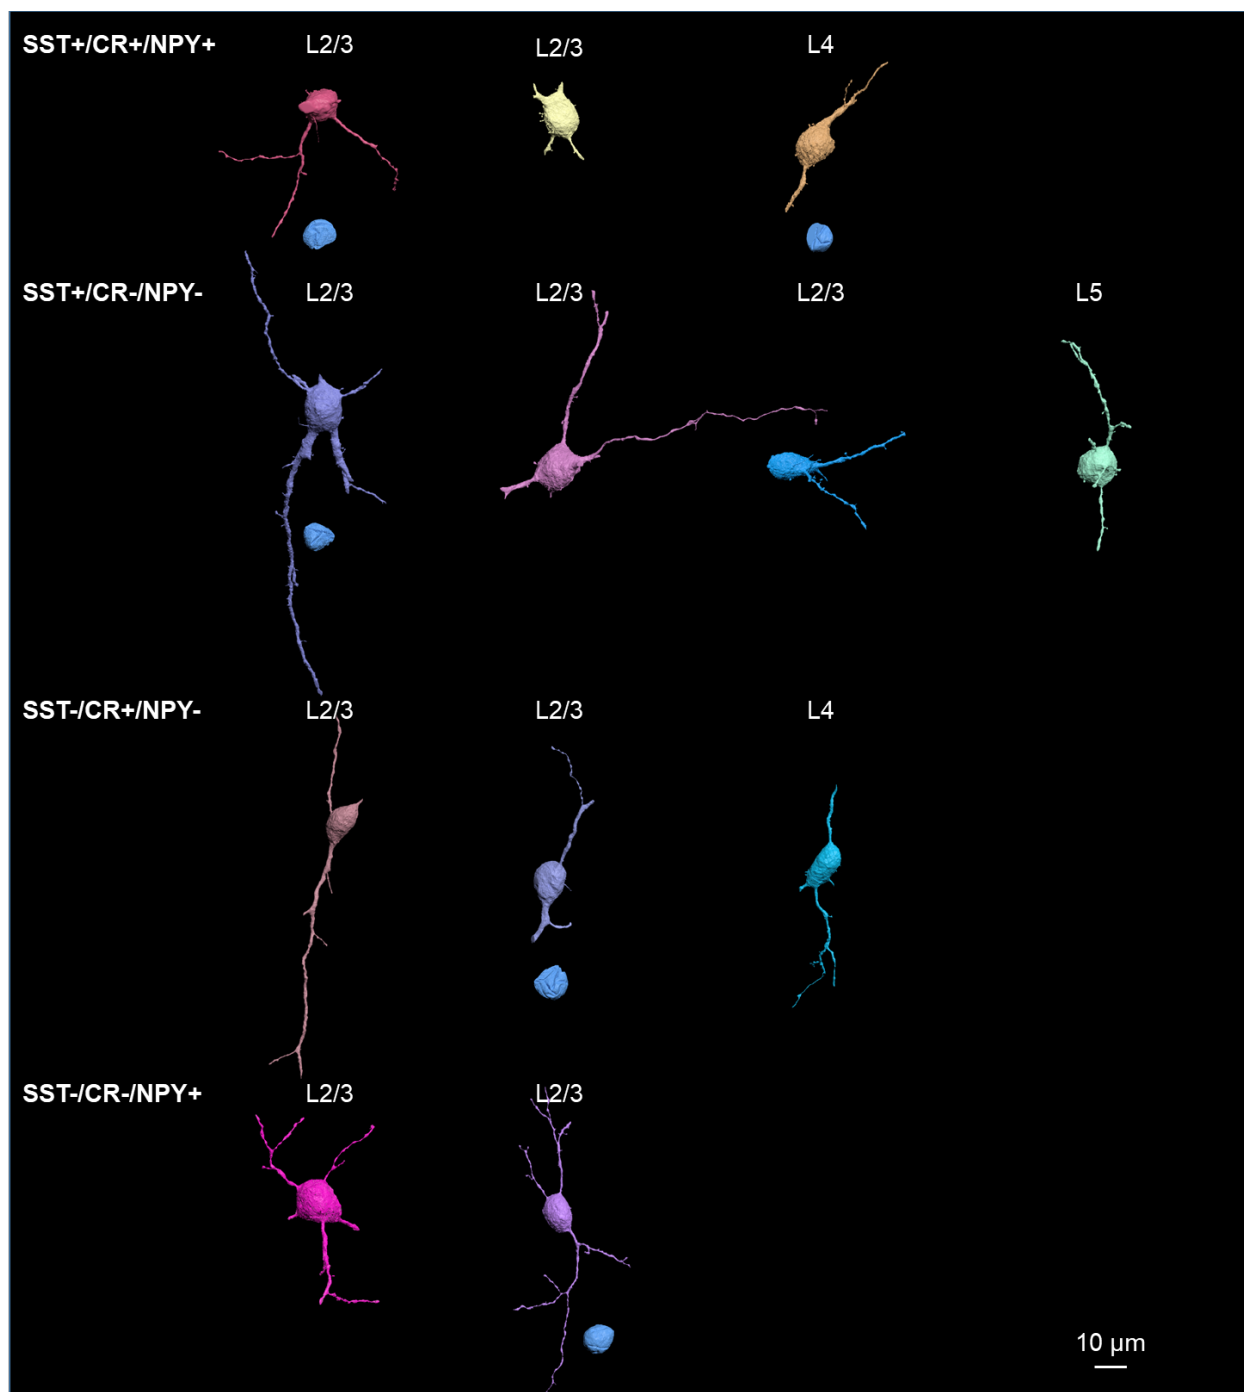 SST+/CR+/NPY+ L2/3 L2/3 L4
SST+/CR-/NPY- L2/3 L2/3 L2/3 L5
SST-/CR+/NPY- L2/3 L2/3 L4
SST-/CR-/NPY+ L2/3 L2/3
10 µm